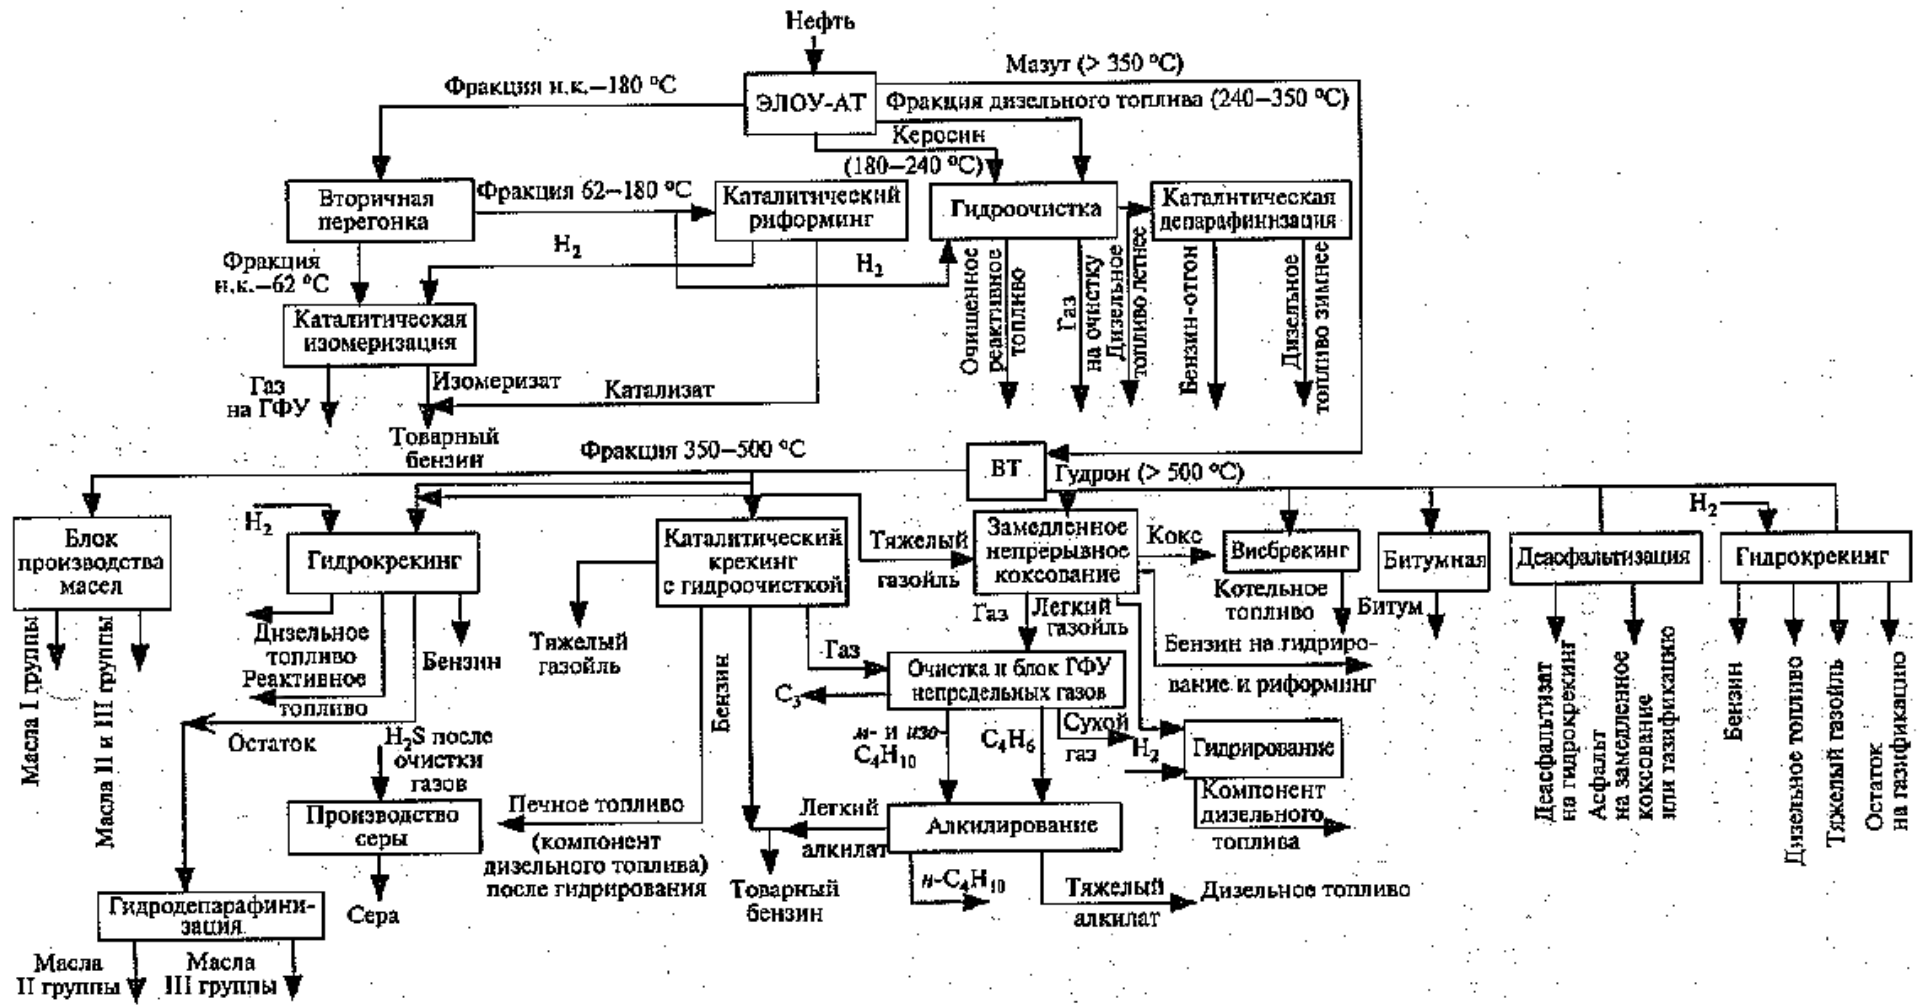 Нефть
Мазут (> 350 °C)
Фракция н.к.–180 °C
ЭЛОУ-АТ
Фракция дизельного топлива (240–350 °C)
Керосин
(180–240 °C)
Вторичная
перегонка
Фракция 62–180 °C
Каталитический
риформинг
Гидроочистка
Каталитическая
депарафинизация
H2
H2
Фракция
н.к.–62 °C
Каталитическая
изомеризация
Очищенное
реактивное
топливо
Газ
на очистку
Дизельное
топливо летнее
Бензин-отгон
Дизельное
топливо зимнее
Газ
на ГФУ
Изомеризат
Катализат
Товарный
бензин
Фракция 350–500 °C
ВТ
Гудрон (> 500 °C)
H2
H2
Блок
производства
масел
Гидрокрекинг
Каталитический
крекинг
с гидроочисткой
Тяжелый
газойль
Замедленное
непрерывное
коксование
Кокс
Висбрекинг
Битумная
Деасфальтизация
Гидрокрекинг
Масла I группы
Масла II и III группы
Дизельное
топливо
Реактивное
топливо
Бензин
Остаток
Тяжелый
газойль
Бензин
Газ
Газ
Легкий
газойль
Котельное
топливо
Битум
Бензин на гидриро-
вание и риформинг
Очистка и блок ГФУ
непредельных газов
C3
н- и изо-
C4H10
C4H6
Сухой
газ
H2
Гидрирование
Компонент
дизельного
топлива
Деасфальтизат
на гидрокрекинг
Асфальт
на замедленное
коксование
или газификацию
Бензин
Дизельное топливо
Тяжелый газойль
Остаток
на газификацию
H2S после
очистки
газов
Производство
серы
Сера
Печное топливо
(компонент
дизельного топлива)
после гидрирования
Легкий
алкилат
Алкилирование
Товарный
бензин
н-C4H10
Тяжелый
алкилат
Дизельное топливо
Гидродепарафини-
зация
Масла
II группы
Масла
III группы